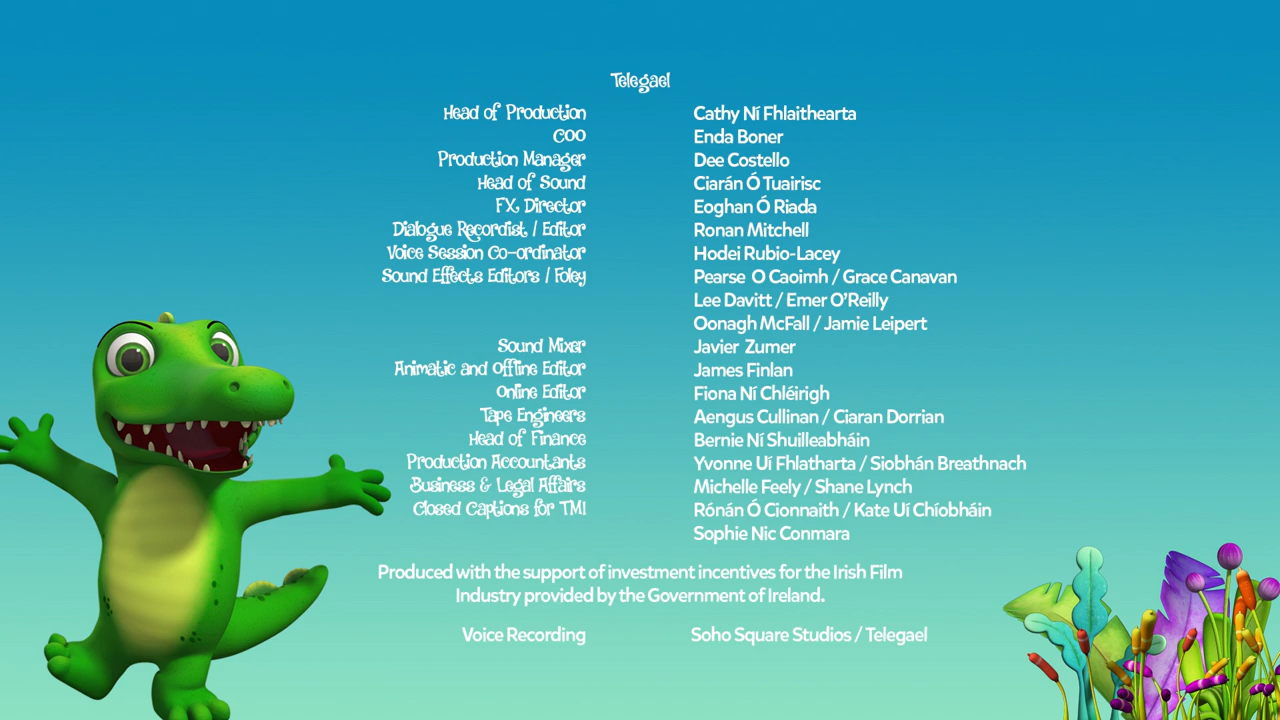 Telegael
Head of Production Cathy Ní Fhlaithearta
COO Enda Boner
Production Manager Dee Costello
Head of Sound Ciarán Ó Tuairisc
FX, Director Eoghan Ó Riada
Dialogue Recordist / Editor Ronan Mitchell
Voice Session Co-ordinator Hodei Rubio-Lacey
Sound Effects Editors / Foley Pearse O Caoimh / Grace Canavan
Lee Davitt / Emer O'Reilly
Oonagh McFall / Jamie Leipert
Sound Mixer Javier Zumer
Animatic and Offline Editor James Finlan
Online Editor Fiona Ní Chléirigh
Tape Engineers Aengus Cullinan / Ciaran Dorrian
Head of Finance Bernie Ní Shuilleabháin
Production Accountants Yvonne Uí Fhlatharta / Siobhán Breathnach
Business & Legal Affairs Michelle Feely / Shane Lynch
Closed Captions for TMI Rónán Ó Cionnaith / Kate Uí Chíobháin
Sophie Nic Conmara
Produced with the support of investment incentives for the Irish Film
Industry provided by the Government of Ireland.
Voice Recording Soho Square Studios / Telegael